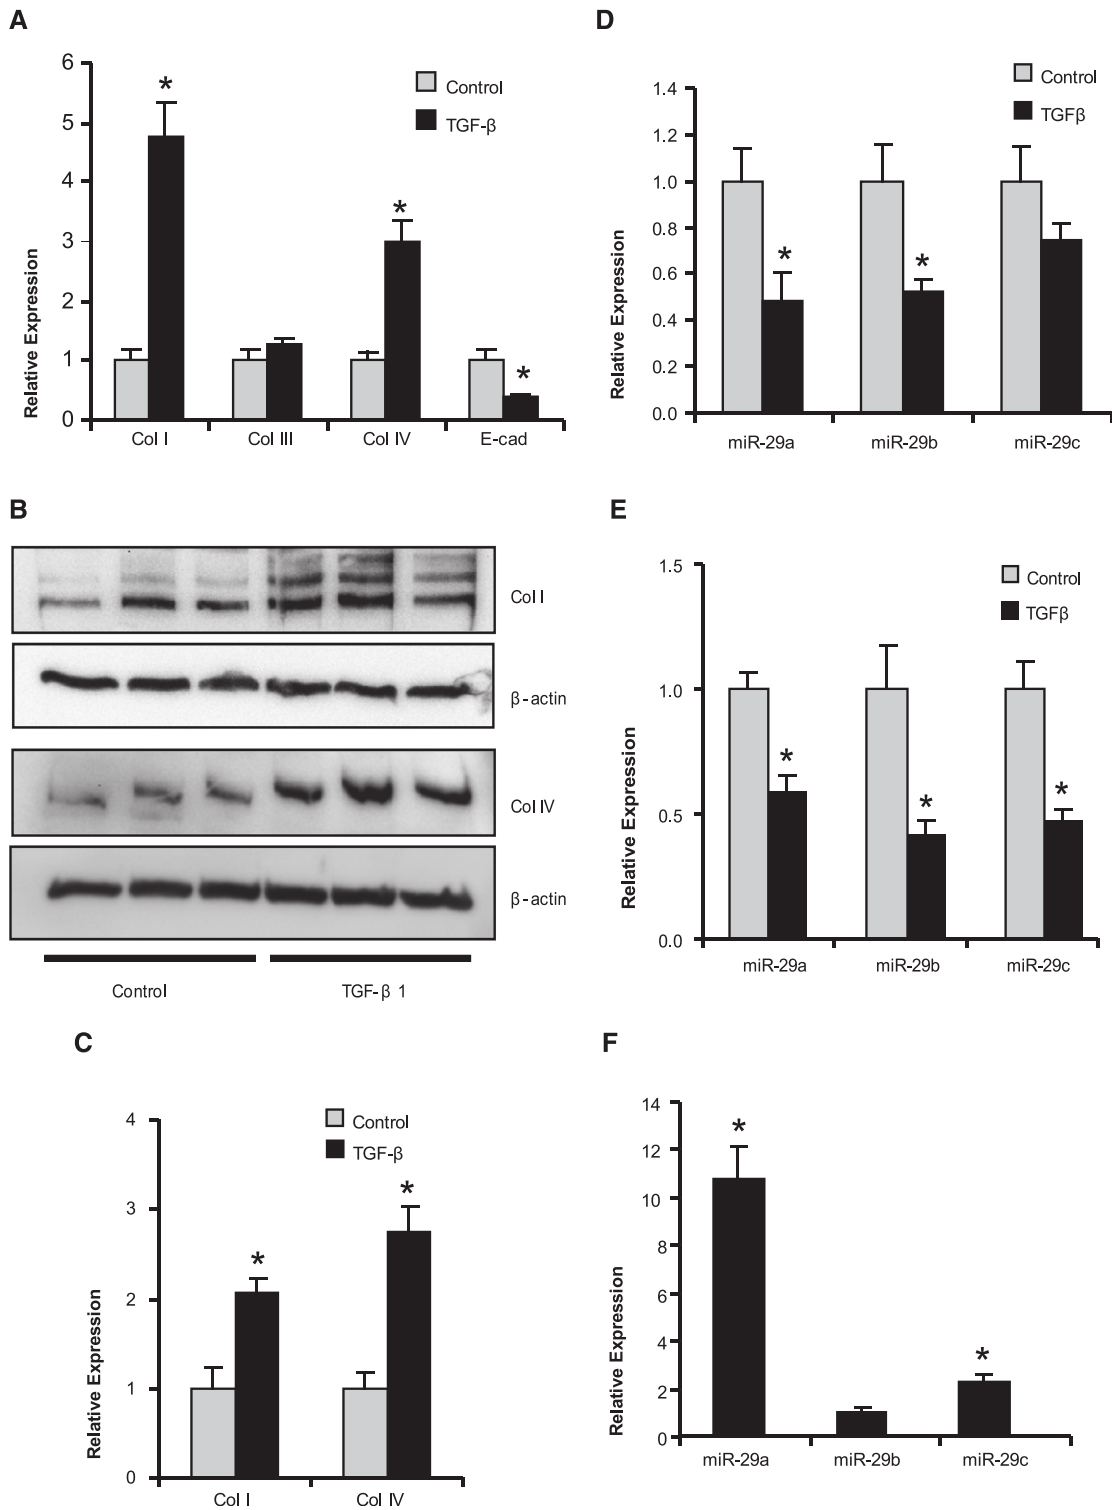 A
6
5
4
3
2
1
0
Relative Expression
*
*
*
Control
TGF-β
Col I Col III Col IV E-cad
B
Col I
β-actin
Col IV
β-actin
Control TGF-β 1
C
4
3
2
1
0
Relative Expression
*
*
Control
TGF-β
Col I Col IV
D
1.4
1.2
1.0
0.8
0.6
0.4
0.2
0.0
Relative Expression
*
*
Control
TGFβ
miR-29a miR-29b miR-29c
E
1.5
1.0
0.5
0.0
Relative Expression
*
*
*
Control
TGFβ
miR-29a miR-29b miR-29c
F
14
12
10
8
6
4
2
0
Relative Expression
*
*
miR-29a miR-29b miR-29c